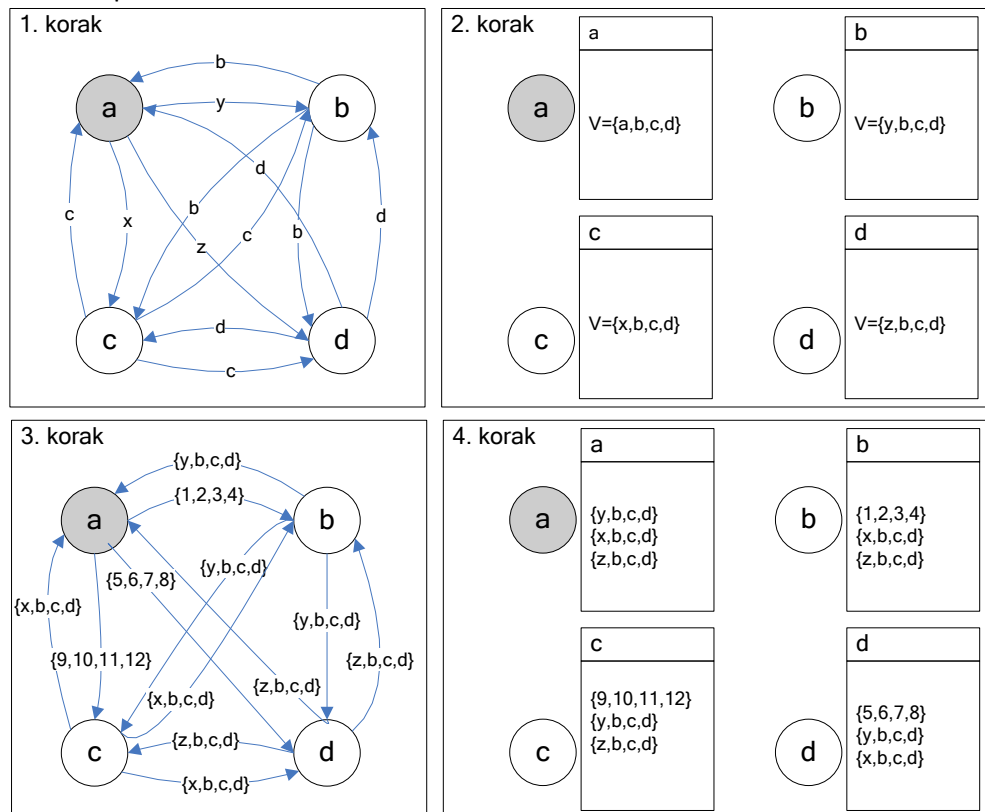 1. korak
b
a
y
b
d
c
x
b
c
b
d
z
c
d
d
c
2. korak
a
a
V={a,b,c,d}
b
b
V={y,b,c,d}
c
c
V={x,b,c,d}
d
d
V={z,b,c,d}
3. korak
{y,b,c,d}
{1,2,3,4}
a
b
{y,b,c,d}
{5,6,7,8}
{x,b,c,d}
{y,b,c,d}
{9,10,11,12}
{z,b,c,d}
{z,b,c,d}
{x,b,c,d}
{z,b,c,d}
c
d
{x,b,c,d}
4. korak
a
a
{y,b,c,d}
{x,b,c,d}
{z,b,c,d}
b
b
{1,2,3,4}
{x,b,c,d}
{z,b,c,d}
c
c
{9,10,11,12}
{y,b,c,d}
{z,b,c,d}
d
d
{5,6,7,8}
{y,b,c,d}
{x,b,c,d}